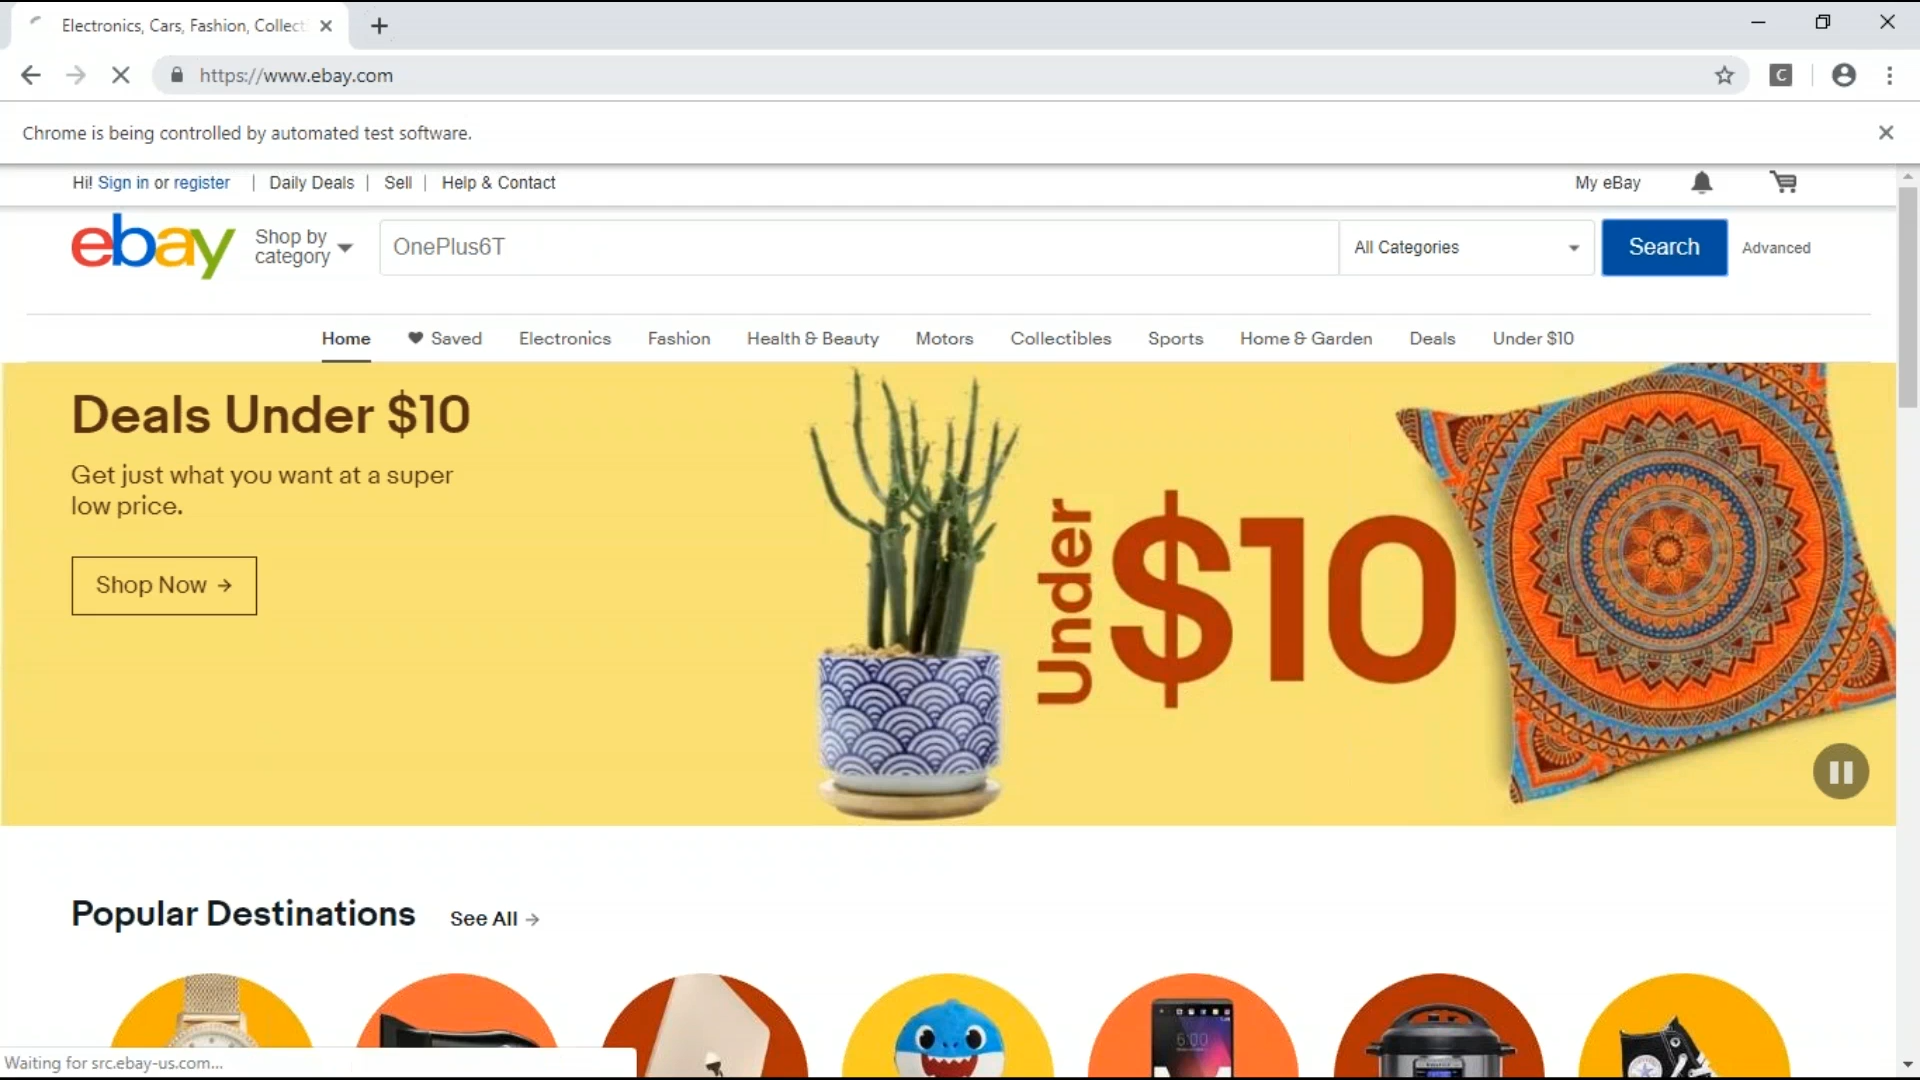 Electronics, Cars, Fashion, Collect
https://www.ebay.com
C
Chrome is being controlled by automated test software.
Hi! Sign in or register | Daily Deals | Sell | Help & Contact
My eBay
ebay
Shop by
category
OnePlus6T
All Categories
Search
Advanced
Home
Saved
Electronics
Fashion
Health & Beauty
Motors
Collectibles
Sports
Home & Garden
Deals
Under $10
Deals Under $10
Get just what you want at a super
low price.
Shop Now →
Under
$10
Popular Destinations
See All →
6:00
Waiting for src.ebay-us.com...